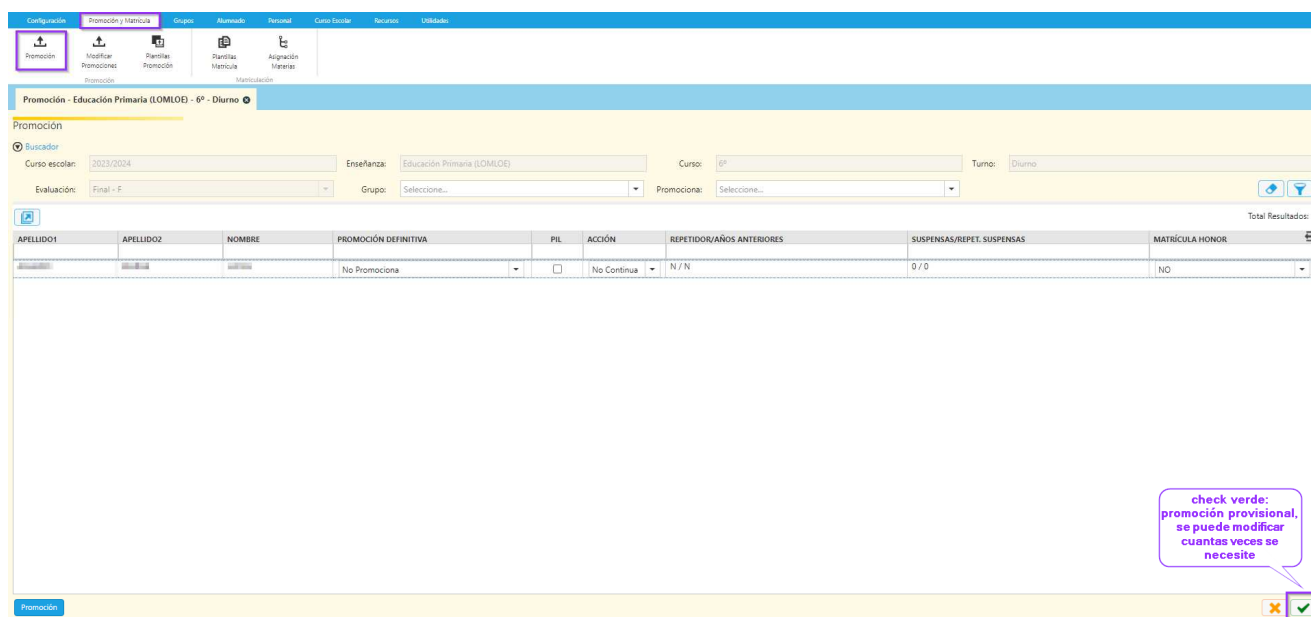 Configuración Promoción y Matrícula Grupos Alumnado Personal Curso Escolar Recursos Utilidades
Promoción Modificar Promociones Plantillas Promoción Plantillas Matrícula Asignación Materias
Promoción Matriculación
Promoción - Educación Primaria (LOMLOE) - 6º - Diurno
Promoción
Buscador
Curso escolar: 2023/2024 Enseñanza: Educación Primaria (LOMLOE) Curso: 6º Turno: Diurno
Evaluación: Final - F Grupo: Seleccione... Promociona: Seleccione...
Total Resultados:
APELLIDO1 APELLIDO2 NOMBRE PROMOCIÓN DEFINITIVA PIL ACCIÓN REPETIDOR/AÑOS ANTERIORES SUSPENSAS/REPET. SUSPENSAS MATRÍCULA HONOR
No Promociona No Continua N / N 0 / 0 NO
check verde:
promoción provisional,
se puede modificar
cuantas veces se
necesite
Promoción